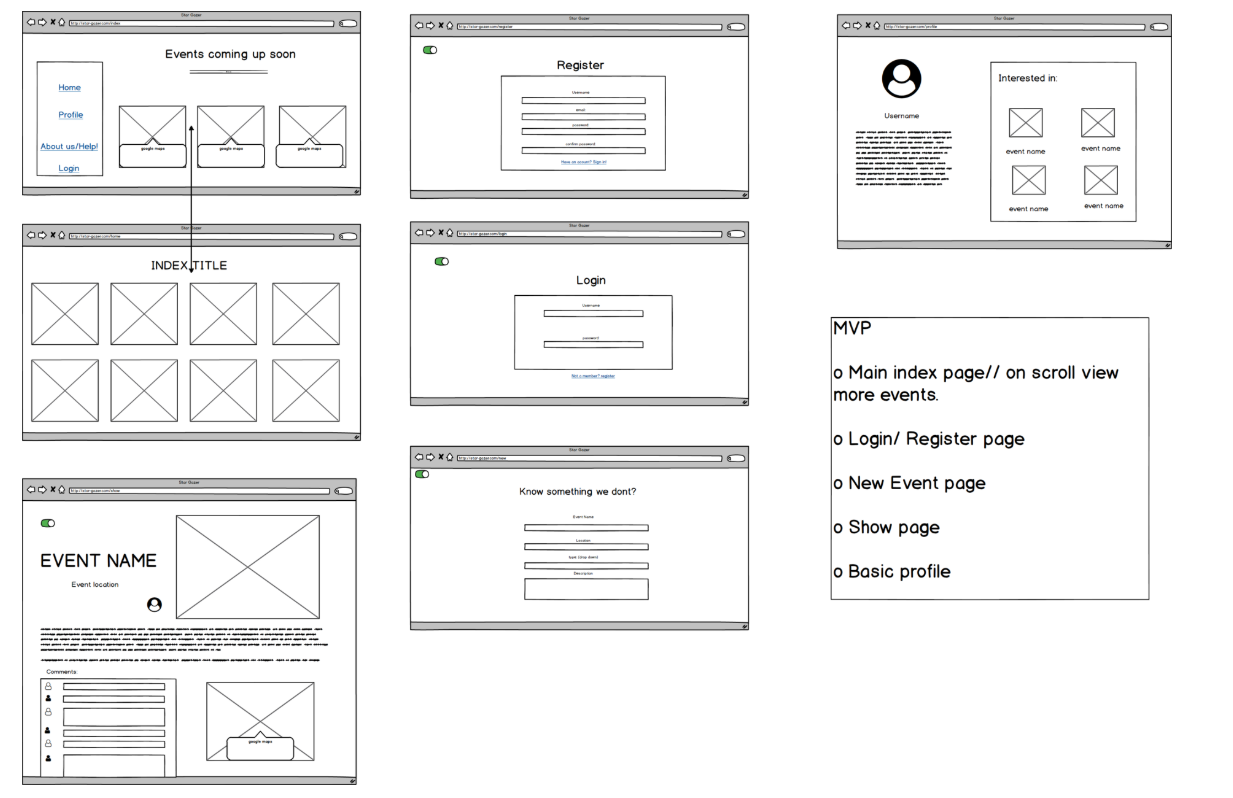 Star Gazer
http://star-gazer.com/index
Events coming up soon
Home
Profile
About us/Help!
Login
google maps
google maps
google maps
Star Gazer
http://star-gazer.com/home
INDEX TITLE
Star Gazer
http://star-gazer.com/show
EVENT NAME
Event location
Comments
google maps
Star Gazer
http://star-gazer.com/register
Register
Username
email
password
confirm password
Have an acount? Sign in!
Star Gazer
http://star-gazer.com/login
Login
Username
password
Not a member? register
Star Gazer
http://star-gazer.com/new
Know something we dont?
Event Name
Location
Description
Star Gazer
http://star-gazer.com/profile
Username
Interested in:
event name
event name
event name
event name
MVP
o Main index page// on scroll view
more events.
o Login/ Register page
o New Event page
o Show page
o Basic profile